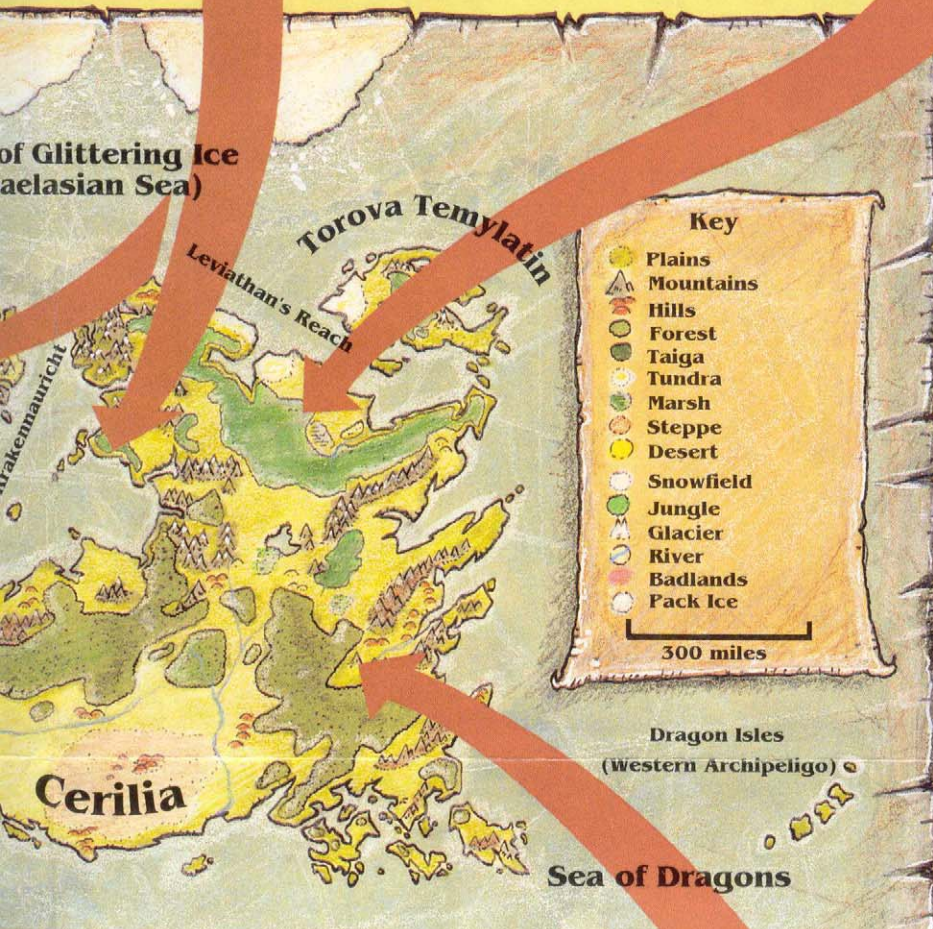 of Glittering Ice
aelasian Sea)
Torova Temylatin
Leviathan's Reach
rakennauricht
Key
Plains
Mountains
Hills
Forest
Taiga
Tundra
Marsh
Steppe
Desert
Snowfield
Jungle
Glacier
River
Badlands
Pack Ice
300 miles
Dragon Isles
(Western Archipeligo)
Cerilia
Sea of Dragons